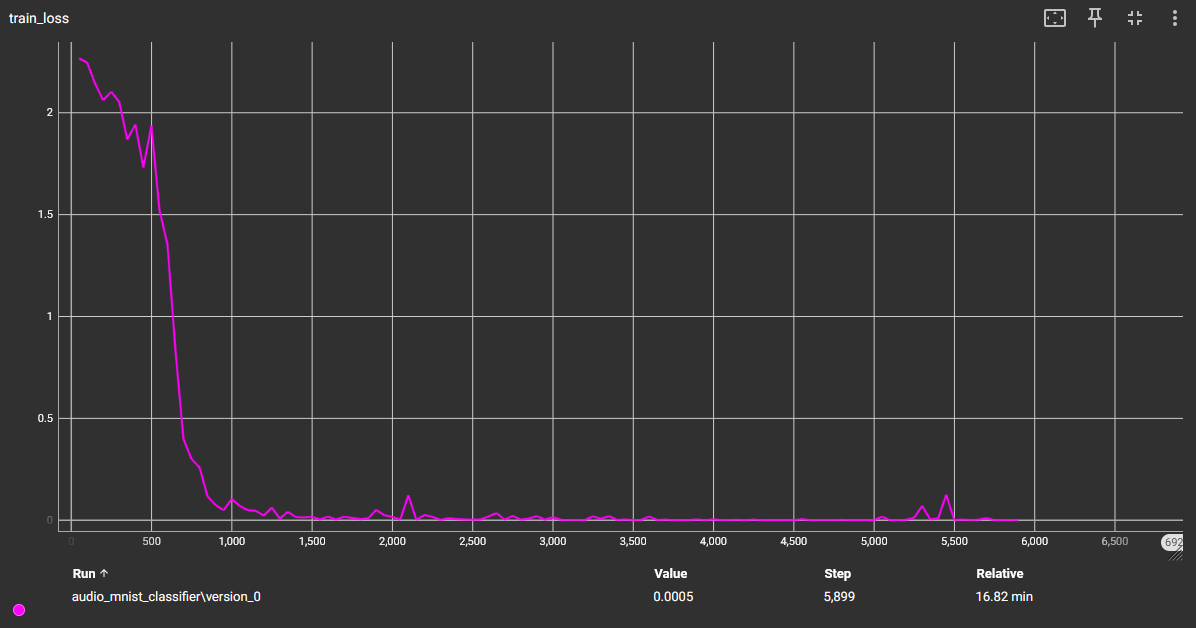 train_loss
2
1.5
1
0.5
0
0 500 1,000 1,500 2,000 2,500 3,000 3,500 4,000 4,500 5,000 5,500 6,000 6,500 692
Run ↑ Value Step Relative
audio_mnist_classifier\version_0 0.0005 5,899 16.82 min